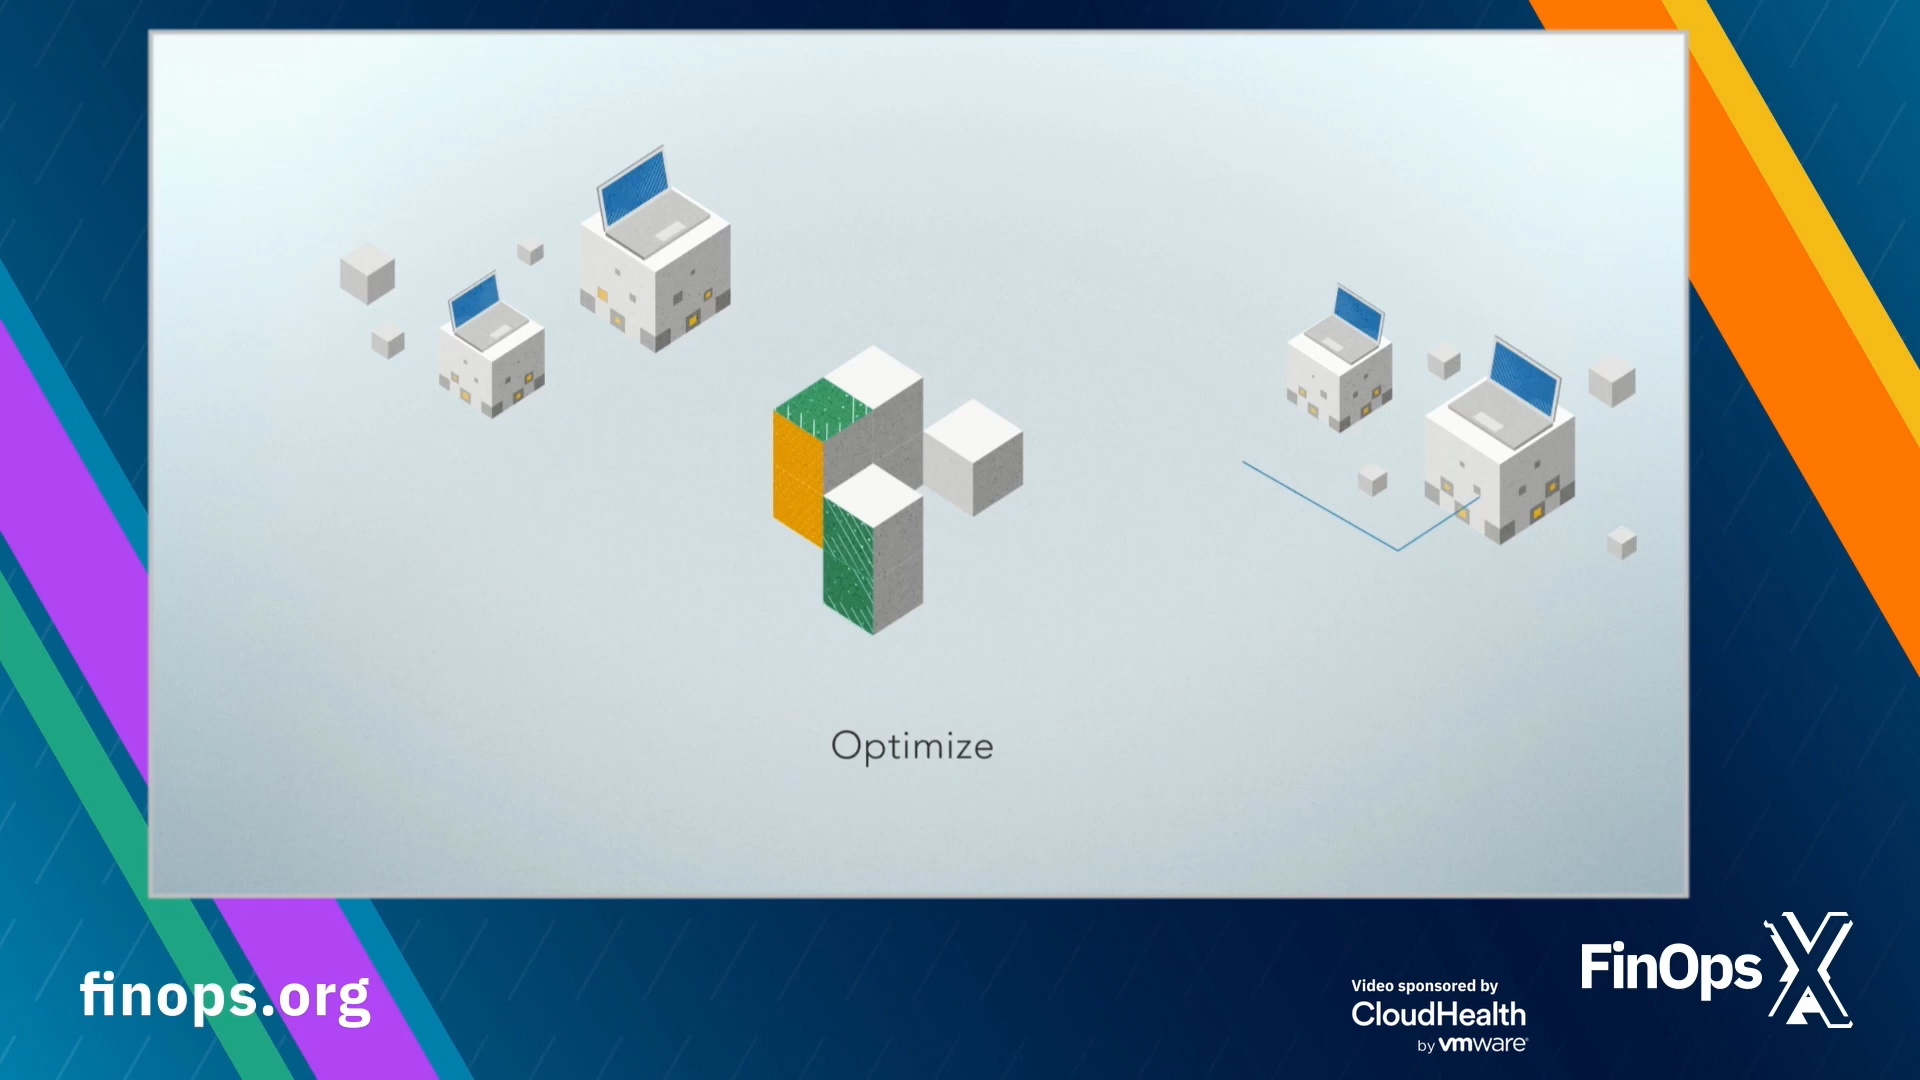 Optimize
finops.org
Video sponsored by
CloudHealth
by vmware®
FinOps X